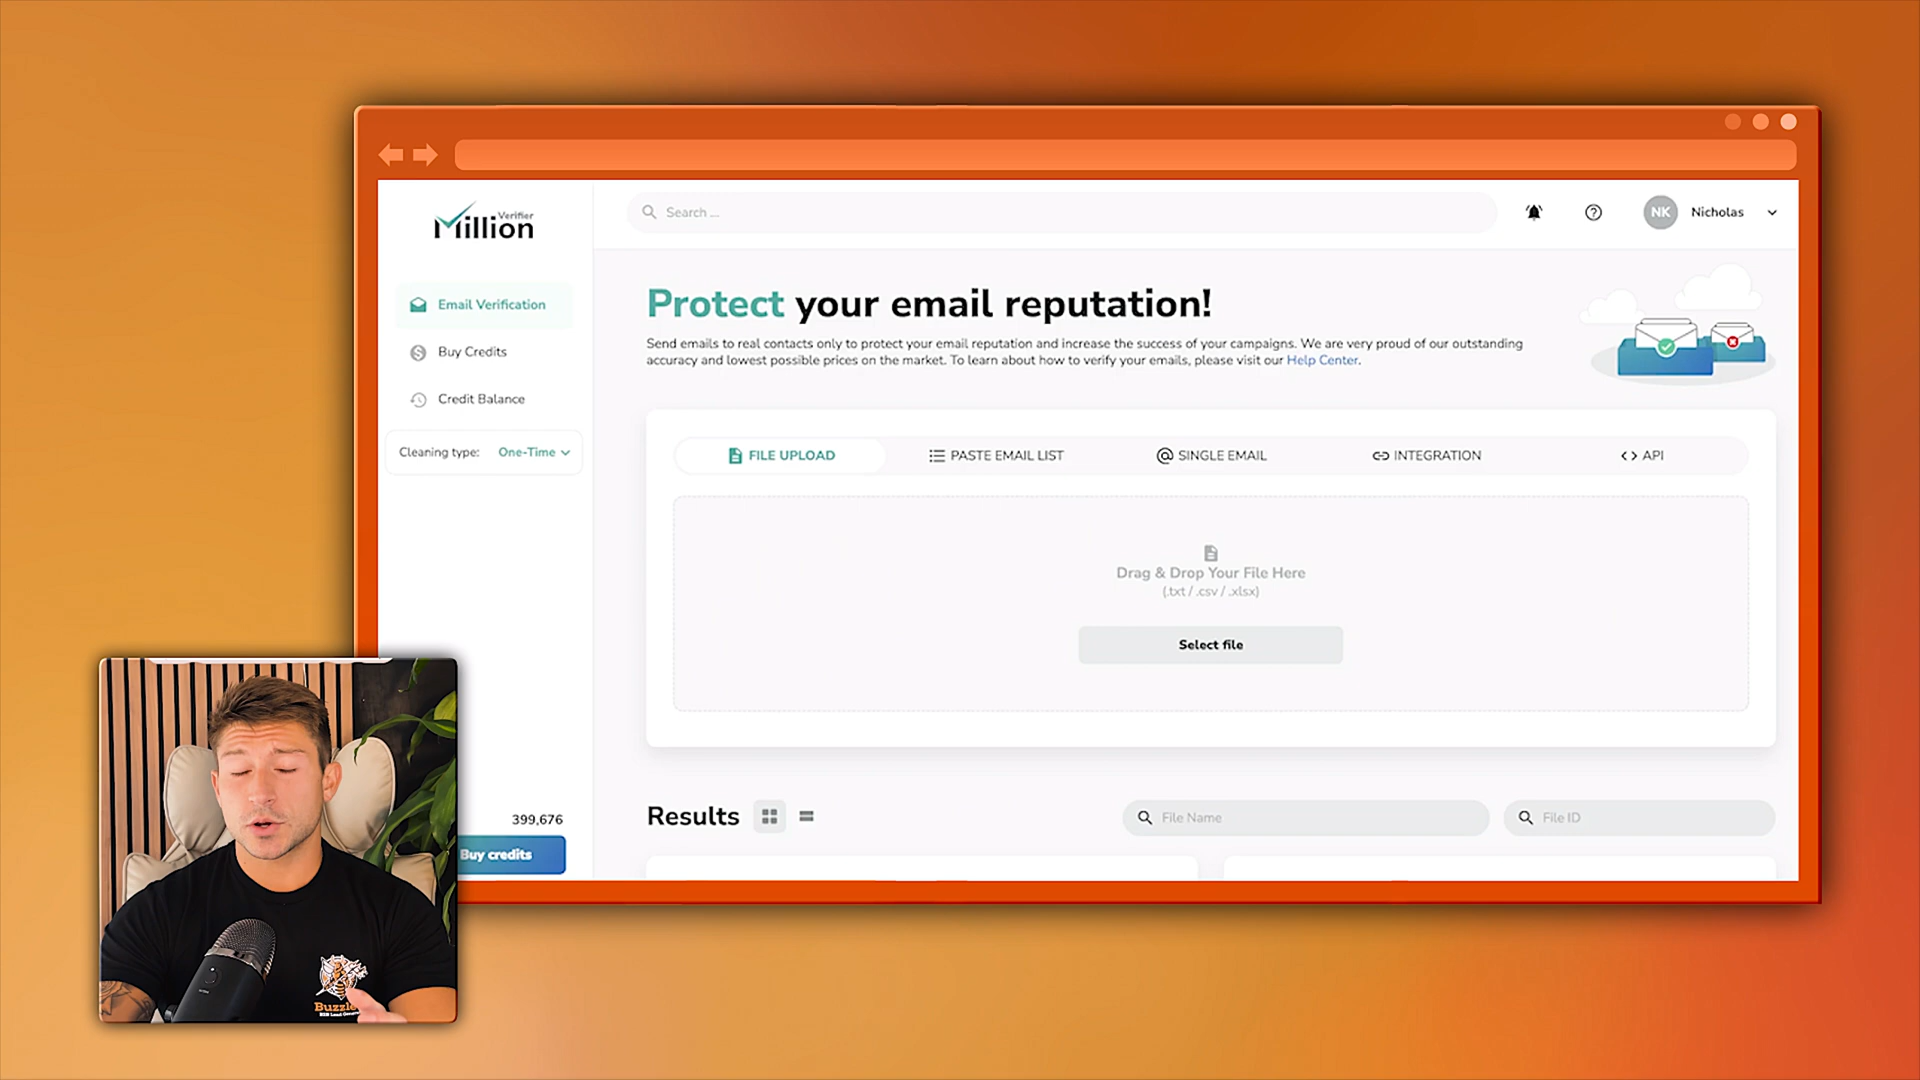 Million
Verifier
Search ...
NK
Nicholas
Email Verification
Buy Credits
Credit Balance
Cleaning type: One-Time
Protect your email reputation!
Send emails to real contacts only to protect your email reputation and increase the success of your campaigns. We are very proud of our outstanding
accuracy and lowest possible prices on the market. To learn about how to verify your emails, please visit our Help Center.
FILE UPLOAD
PASTE EMAIL LIST
SINGLE EMAIL
INTEGRATION
API
Drag & Drop Your File Here
(.txt / .csv / .xlsx)
Select file
Results
File Name
File ID
399,676
Buy credits